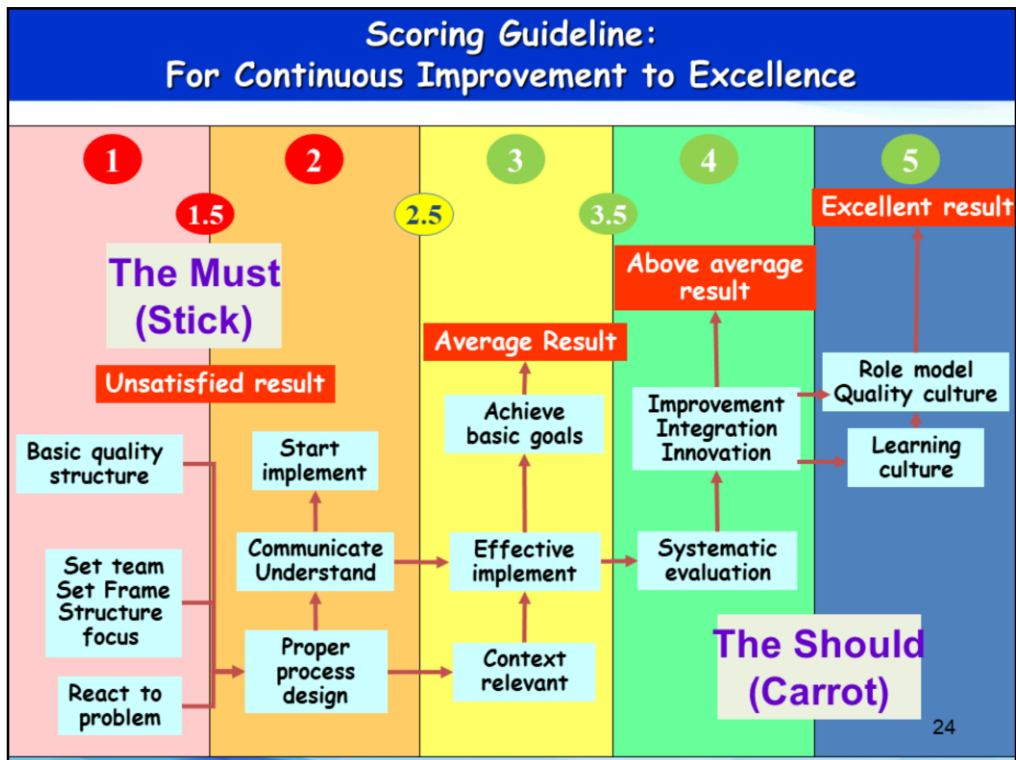 Scoring Guideline:
For Continuous Improvement to Excellence
1
2
3
4
5
1.5
2.5
3.5
The Must
(Stick)
Unsatisfied result
Basic quality
structure
Set team
Set Frame
Structure
focus
React to
problem
Start
implement
Communicate
Understand
Proper
process
design
Average Result
Achieve
basic goals
Effective
implement
Context
relevant
Above average
result
Improvement
Integration
Innovation
Systematic
evaluation
Excellent result
Role model
Quality culture
Learning
culture
The Should
(Carrot)
24